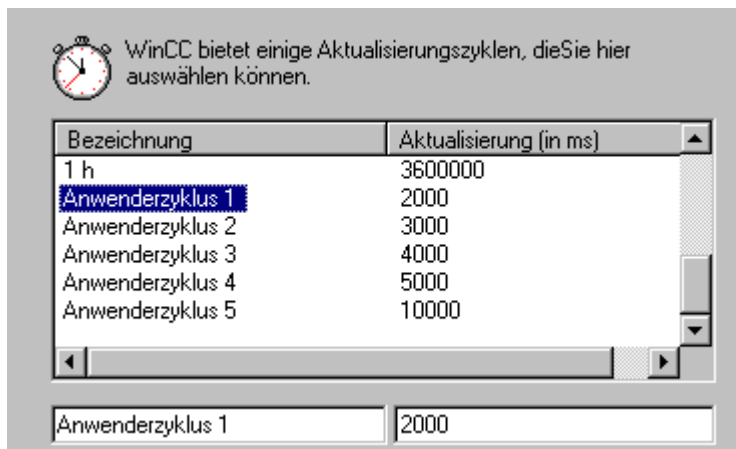 WinCC bietet einige Aktualisierungszyklen, dieSie hier
auswählen können.
Bezeichnung Aktualisierung (in ms)
1 h 3600000
Anwenderzyklus 1 2000
Anwenderzyklus 2 3000
Anwenderzyklus 3 4000
Anwenderzyklus 4 5000
Anwenderzyklus 5 10000
Anwenderzyklus 1 2000